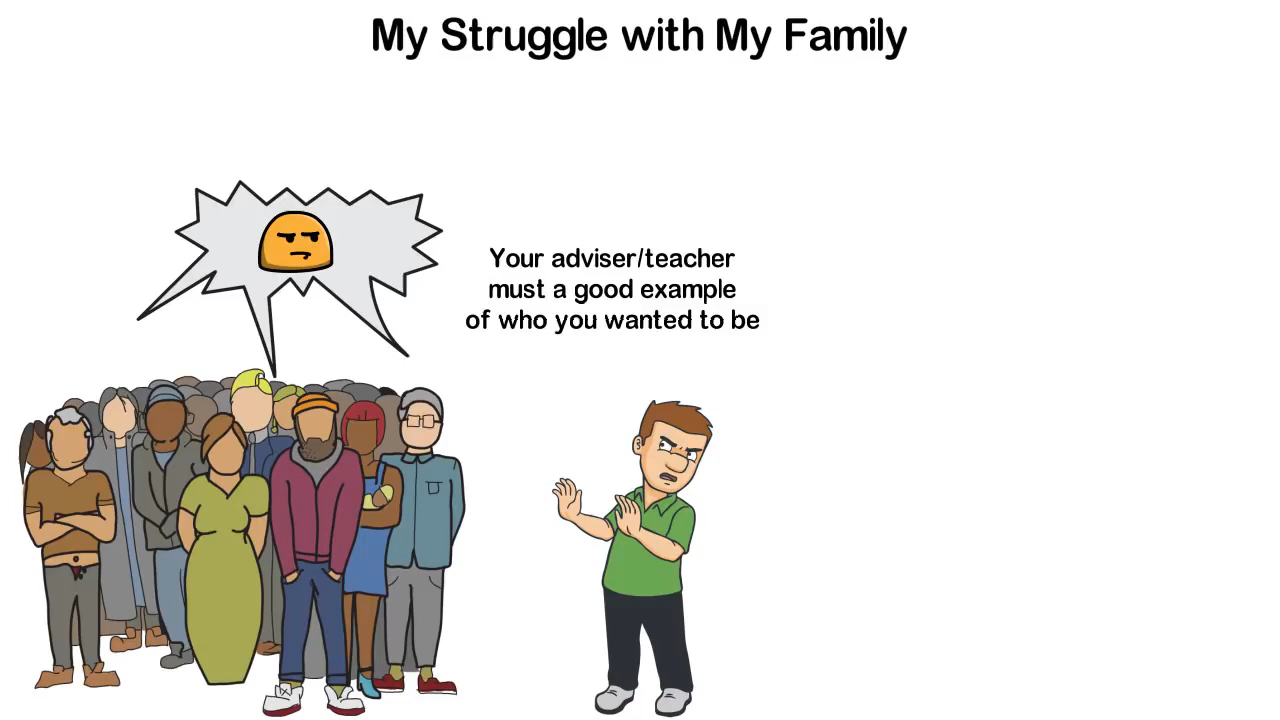 My Struggle with My Family
Your adviser/teacher
must a good example
of who you wanted to be